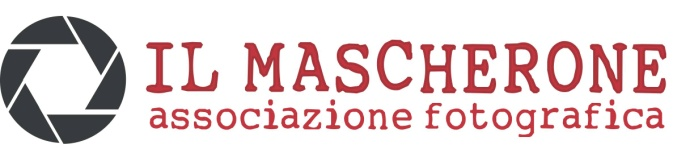 IL MASCHERONE
associazione fotografica